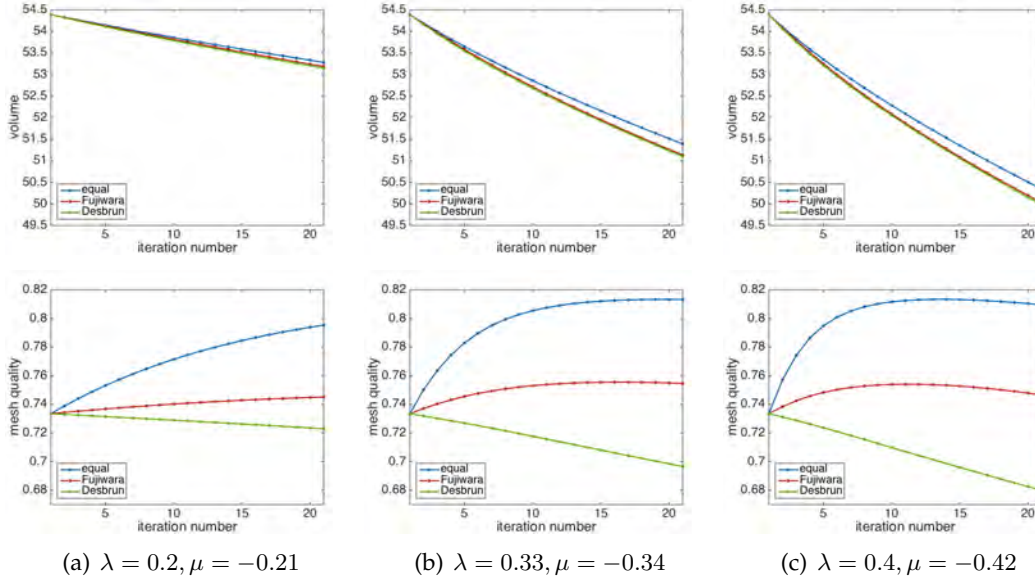 54.5
54
53.5
53
52.5
52
51.5
51
50.5
50
49.5
volume
equal
Fujiwara
Desbrun
5 10 15 20
iteration number
54.5
54
53.5
53
52.5
52
51.5
51
50.5
50
49.5
volume
equal
Fujiwara
Desbrun
5 10 15 20
iteration number
54.5
54
53.5
53
52.5
52
51.5
51
50.5
50
49.5
volume
equal
Fujiwara
Desbrun
5 10 15 20
iteration number
0.82
0.8
0.78
0.76
0.74
0.72
0.7
0.68
mesh quality
equal
Fujiwara
Desbrun
5 10 15 20
iteration number
0.82
0.8
0.78
0.76
0.74
0.72
0.7
0.68
mesh quality
equal
Fujiwara
Desbrun
5 10 15 20
iteration number
0.82
0.8
0.78
0.76
0.74
0.72
0.7
0.68
mesh quality
equal
Fujiwara
Desbrun
5 10 15 20
iteration number
(a) λ = 0.2, μ = −0.21
(b) λ = 0.33, μ = −0.34
(c) λ = 0.4, μ = −0.42